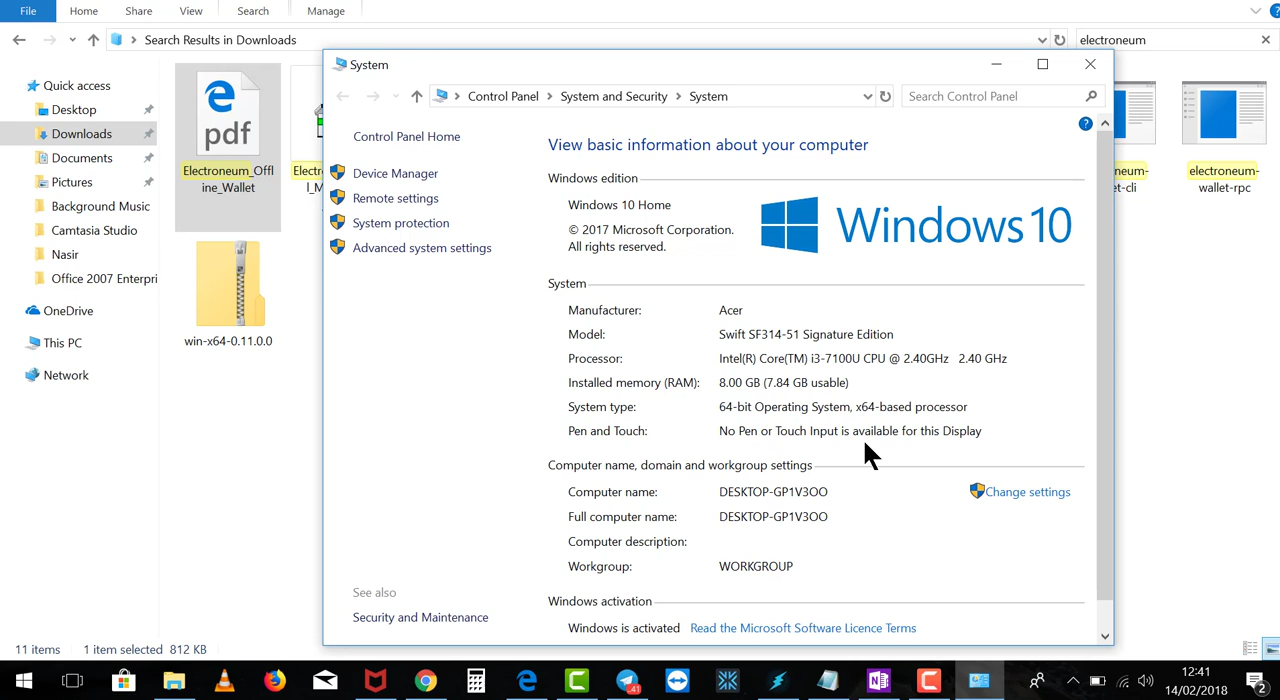 File
Home
Share
View
Search
Manage
Search Results in Downloads
electroneum
Quick access
Desktop
Downloads
Documents
Pictures
Background Music
Camtasia Studio
Nasir
Office 2007 Enterpri
OneDrive
This PC
Network
pdf
Electroneum_Offl
ine_Wallet
win-x64-0.11.0.0
electroneum-
wallet-rpc
System
Control Panel > System and Security > System
Search Control Panel
Control Panel Home
Device Manager
Remote settings
System protection
Advanced system settings
See also
Security and Maintenance
View basic information about your computer
Windows edition
Windows 10 Home
© 2017 Microsoft Corporation.
All rights reserved.
Windows 10
System
Manufacturer: Acer
Model: Swift SF314-51 Signature Edition
Processor: Intel(R) Core(TM) i3-7100U CPU @ 2.40GHz 2.40 GHz
Installed memory (RAM): 8.00 GB (7.84 GB usable)
System type: 64-bit Operating System, x64-based processor
Pen and Touch: No Pen or Touch Input is available for this Display
Computer name, domain and workgroup settings
Computer name: DESKTOP-GP1V3OO
Change settings
Full computer name: DESKTOP-GP1V3OO
Computer description:
Workgroup: WORKGROUP
Windows activation
Windows is activated Read the Microsoft Software Licence Terms
11 items 1 item selected 812 KB
41
12:41
14/02/2018
2